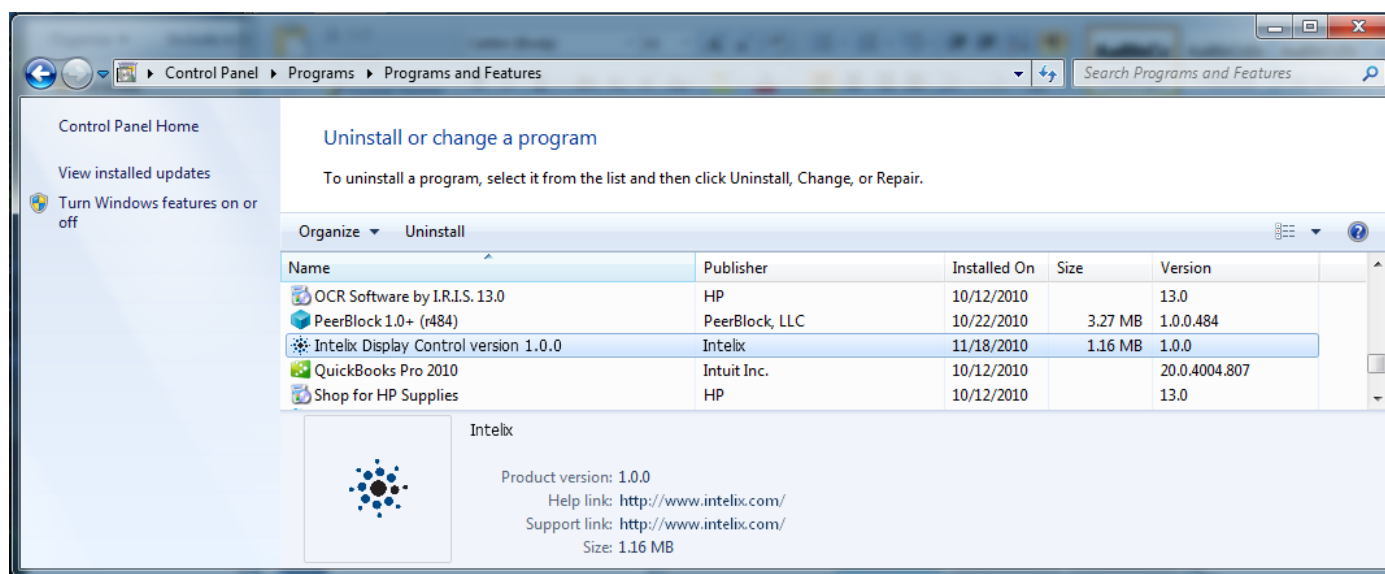 Control Panel ▸ Programs ▸ Programs and Features
Search Programs and Features
Control Panel Home
View installed updates
Turn Windows features on or
off
Uninstall or change a program
To uninstall a program, select it from the list and then click Uninstall, Change, or Repair.
Organize Uninstall
Name Publisher Installed On Size Version
OCR Software by I.R.I.S. 13.0 HP 10/12/2010 13.0
PeerBlock 1.0+ (r484) PeerBlock, LLC 10/22/2010 3.27 MB 1.0.0.484
Intelix Display Control version 1.0.0 Intelix 11/18/2010 1.16 MB 1.0.0
QuickBooks Pro 2010 Intuit Inc. 10/12/2010 20.0.4004.807
Shop for HP Supplies HP 10/12/2010 13.0
Intelix
Product version: 1.0.0
Help link: http://www.intelix.com/
Support link: http://www.intelix.com/
Size: 1.16 MB